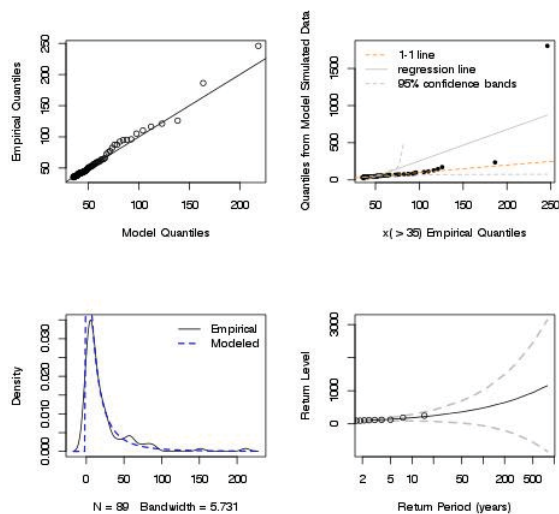 Empirical Quantiles
50 100 150 200 250
50 100 150 200
Model Quantiles
Quantiles from Model Simulated Data
0 500 1000 1500
1-1 line
regression line
95% confidence bands
50 100 150 200 250
x( > 35) Empirical Quantiles
Density
0.000 0.010 0.020 0.030
Empirical
Modeled
0 50 100 150 200
N = 89 Bandwidth = 5.731
Return Level
0 1000 3000
2 5 10 50 200 500
Return Period (years)